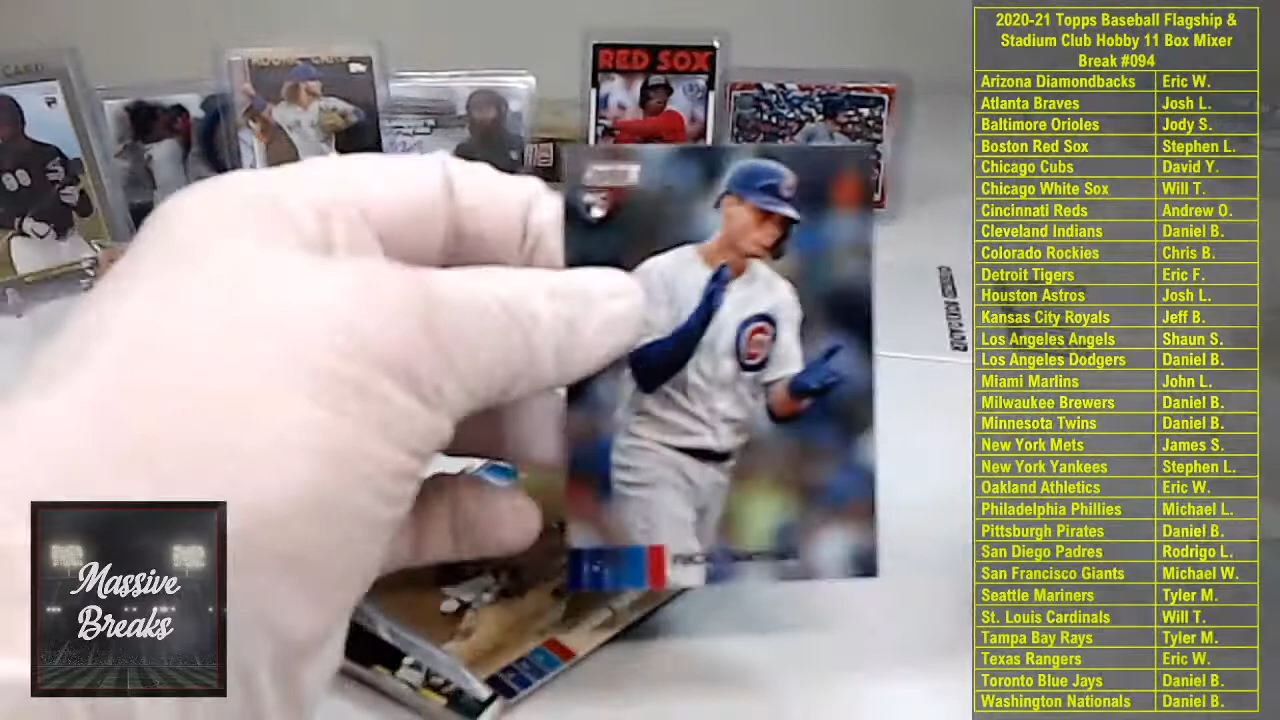 2020-21 Topps Baseball Flagship &
Stadium Club Hobby 11 Box Mixer
Break #094
Arizona Diamondbacks Eric W.
Atlanta Braves Josh L.
Baltimore Orioles Jody S.
Boston Red Sox Stephen L.
Chicago Cubs David Y.
Chicago White Sox Will T.
Cincinnati Reds Andrew O.
Cleveland Indians Daniel B.
Colorado Rockies Chris B.
Detroit Tigers Eric F.
Houston Astros Josh L.
Kansas City Royals Jeff B.
Los Angeles Angels Shaun S.
Los Angeles Dodgers Daniel B.
Miami Marlins John L.
Milwaukee Brewers Daniel B.
Minnesota Twins Daniel B.
New York Mets James S.
New York Yankees Stephen L.
Oakland Athletics Eric W.
Philadelphia Phillies Michael L.
Pittsburgh Pirates Daniel B.
San Diego Padres Rodrigo L.
San Francisco Giants Michael W.
Seattle Mariners Tyler M.
St. Louis Cardinals Will T.
Tampa Bay Rays Tyler M.
Texas Rangers Eric W.
Toronto Blue Jays Daniel B.
Washington Nationals Daniel B.
RED SOX
CARD
Massive
Breaks